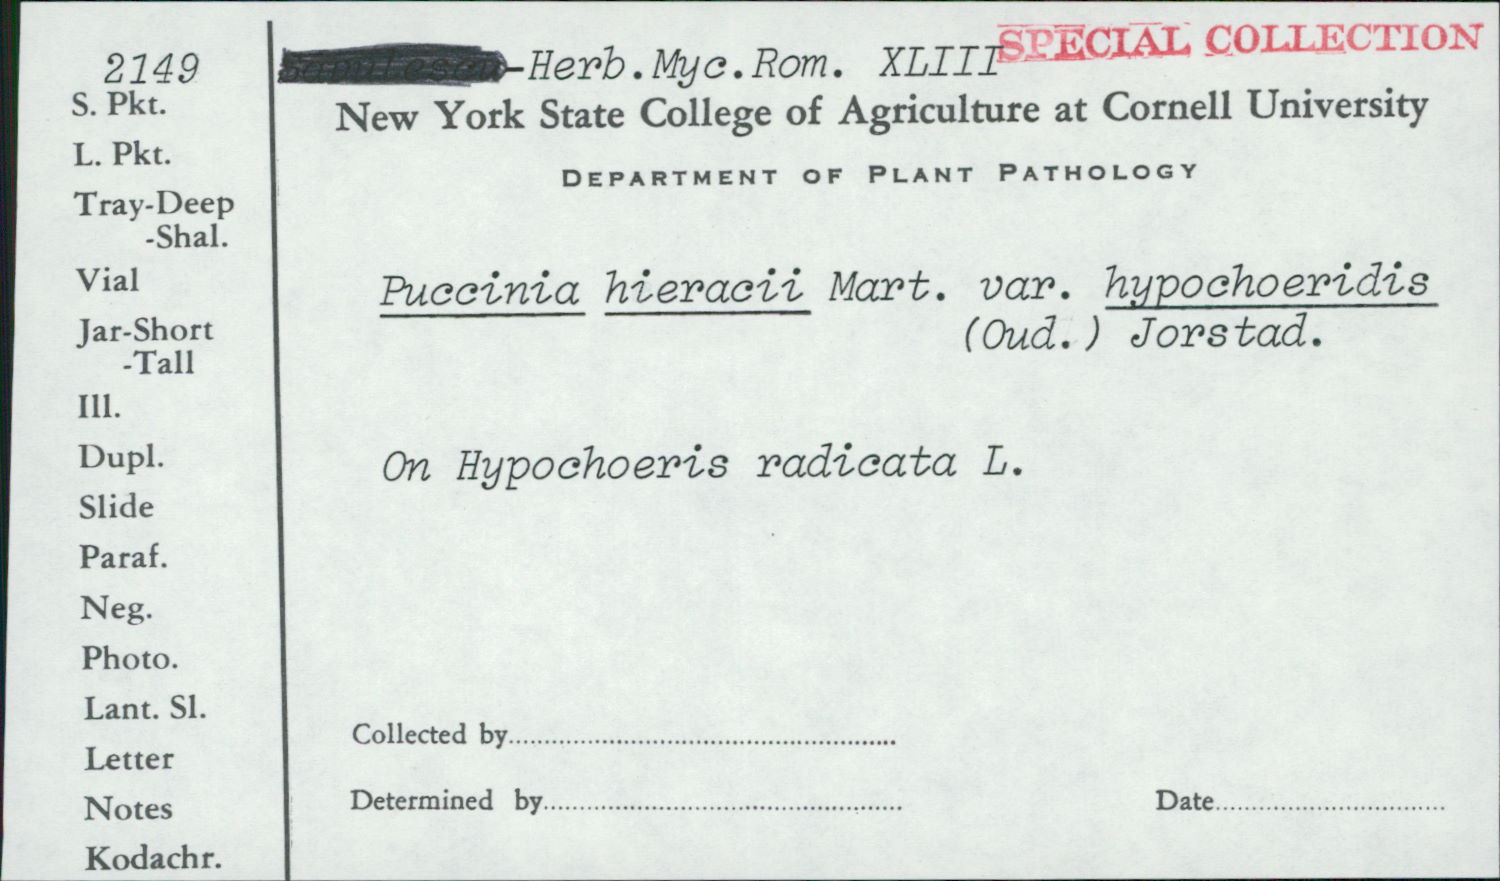 2149
S. Pkt.
L. Pkt.
Tray-Deep
-Shal.
Vial
Jar-Short
-Tall
Ill.
Dupl.
Slide
Paraf.
Neg.
Photo.
Lant. Sl.
Letter
Notes
Kodachr.
-Herb.Myc.Rom. XLIII
SPECIAL COLLECTION
New York State College of Agriculture at Cornell University
DEPARTMENT OF PLANT PATHOLOGY
Puccinia hieracii Mart. var. hypochoeridis
(Oud.) Jorstad.
On Hypochoeris radicata L.
Collected by
Determined by
Date